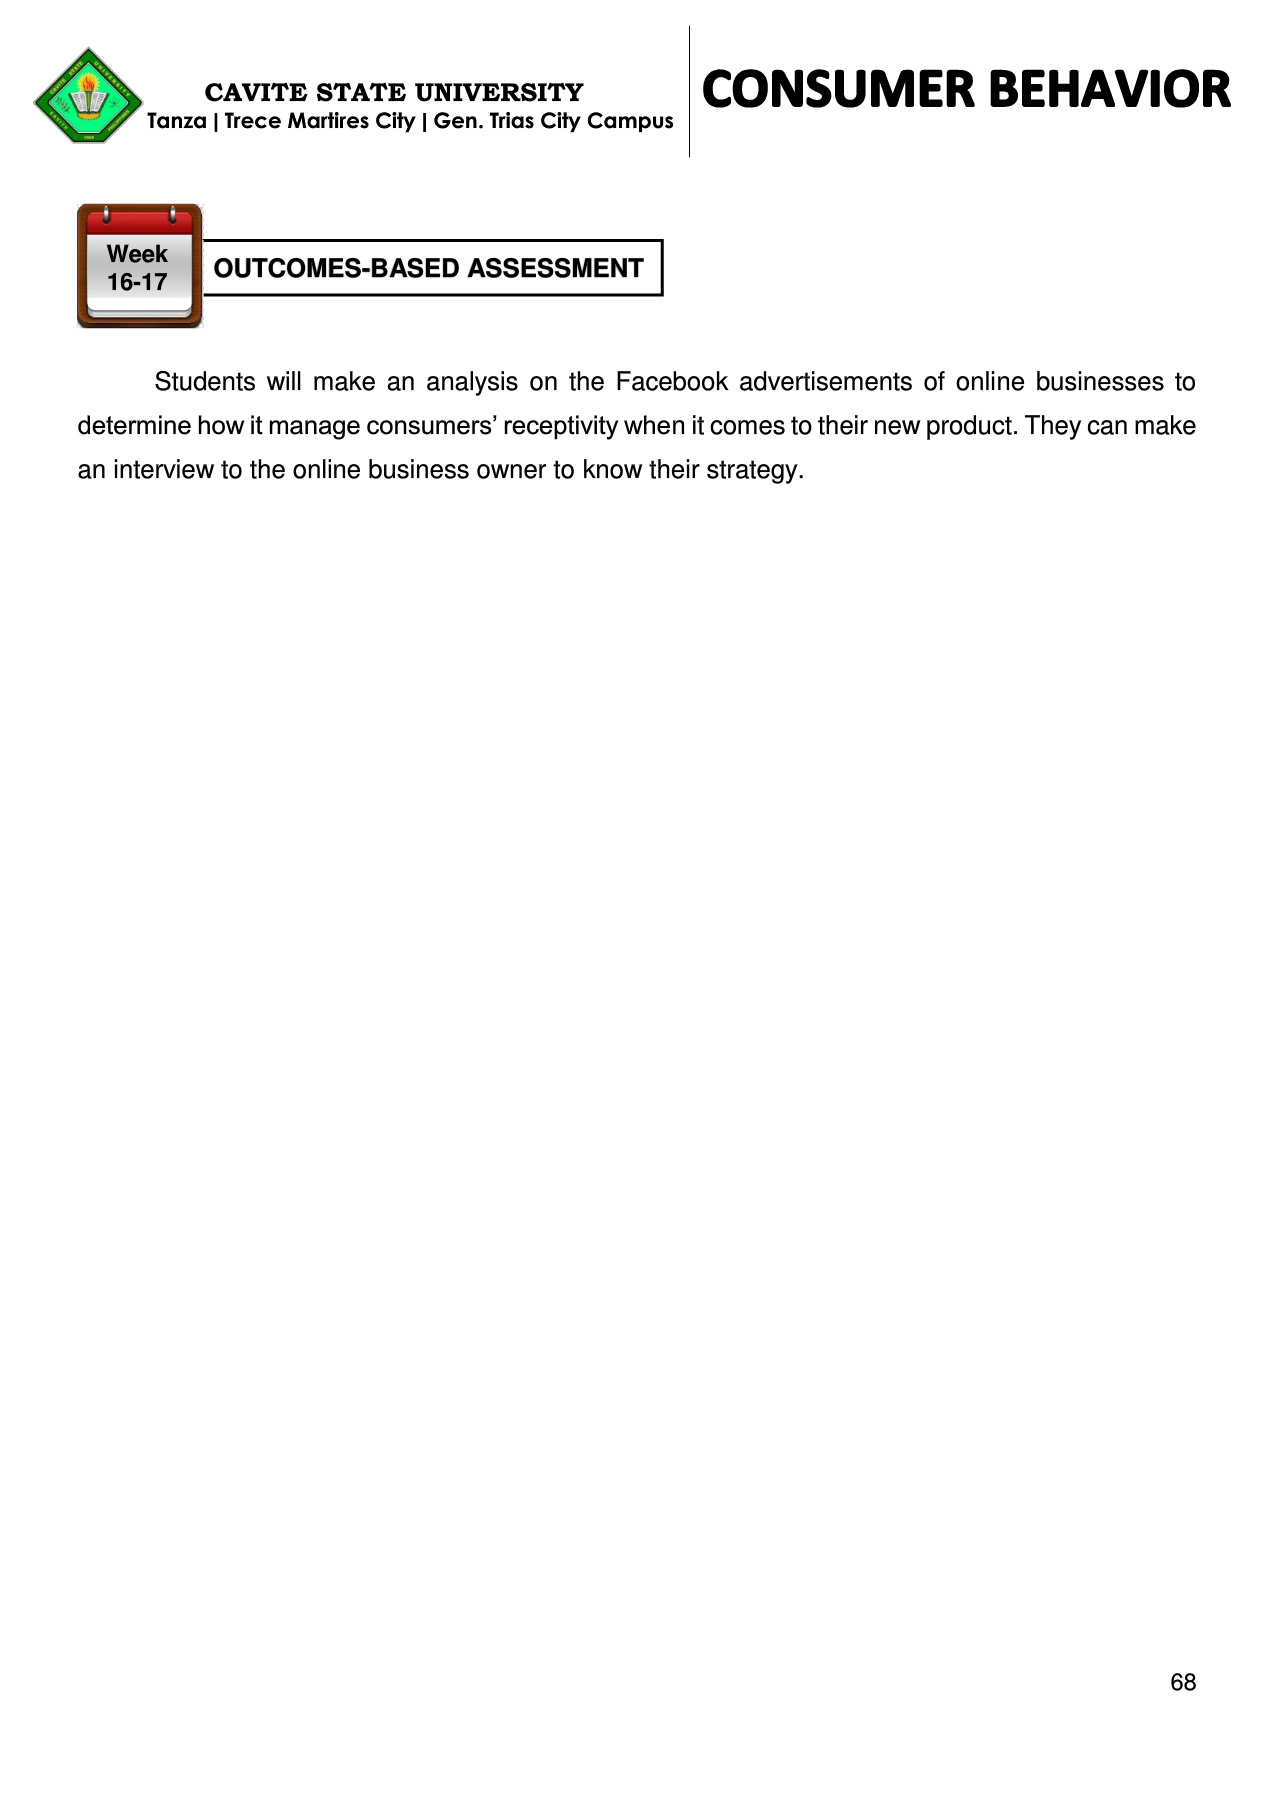 CAVITE STATE UNIVERSITY
Tanza | Trece Martires City | Gen. Trias City Campus
CONSUMER BEHAVIOR
Week
16-17
OUTCOMES-BASED ASSESSMENT
Students will make an analysis on the Facebook advertisements of online businesses to
determine how it manage consumers’ receptivity when it comes to their new product. They can make
an interview to the online business owner to know their strategy.
68